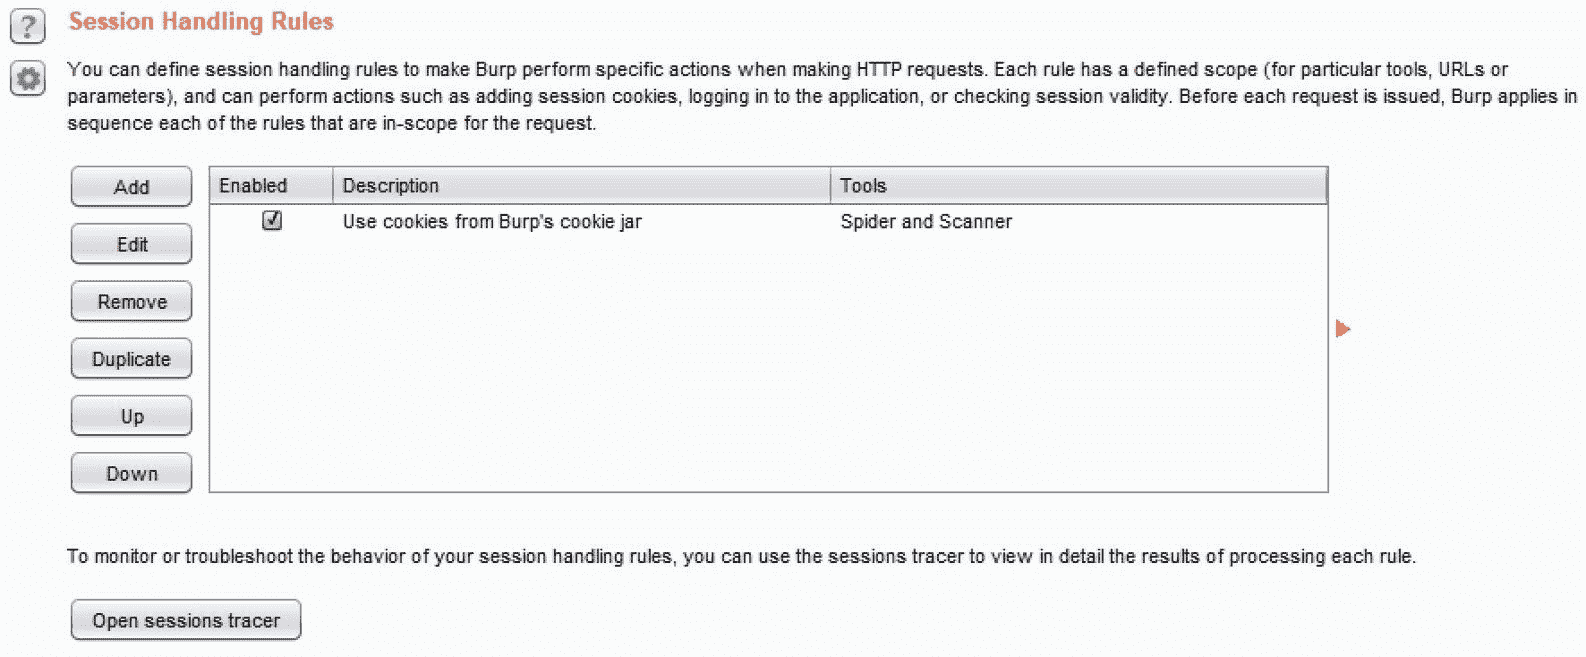 ?
Session Handling Rules
You can define session handling rules to make Burp perform specific actions when making HTTP requests. Each rule has a defined scope (for particular tools, URLs or
parameters), and can perform actions such as adding session cookies, logging in to the application, or checking session validity. Before each request is issued, Burp applies in
sequence each of the rules that are in-scope for the request.
Add
Enabled Description Tools
Use cookies from Burp's cookie jar Spider and Scanner
Edit
Remove
Duplicate
Up
Down
To monitor or troubleshoot the behavior of your session handling rules, you can use the sessions tracer to view in detail the results of processing each rule.
Open sessions tracer